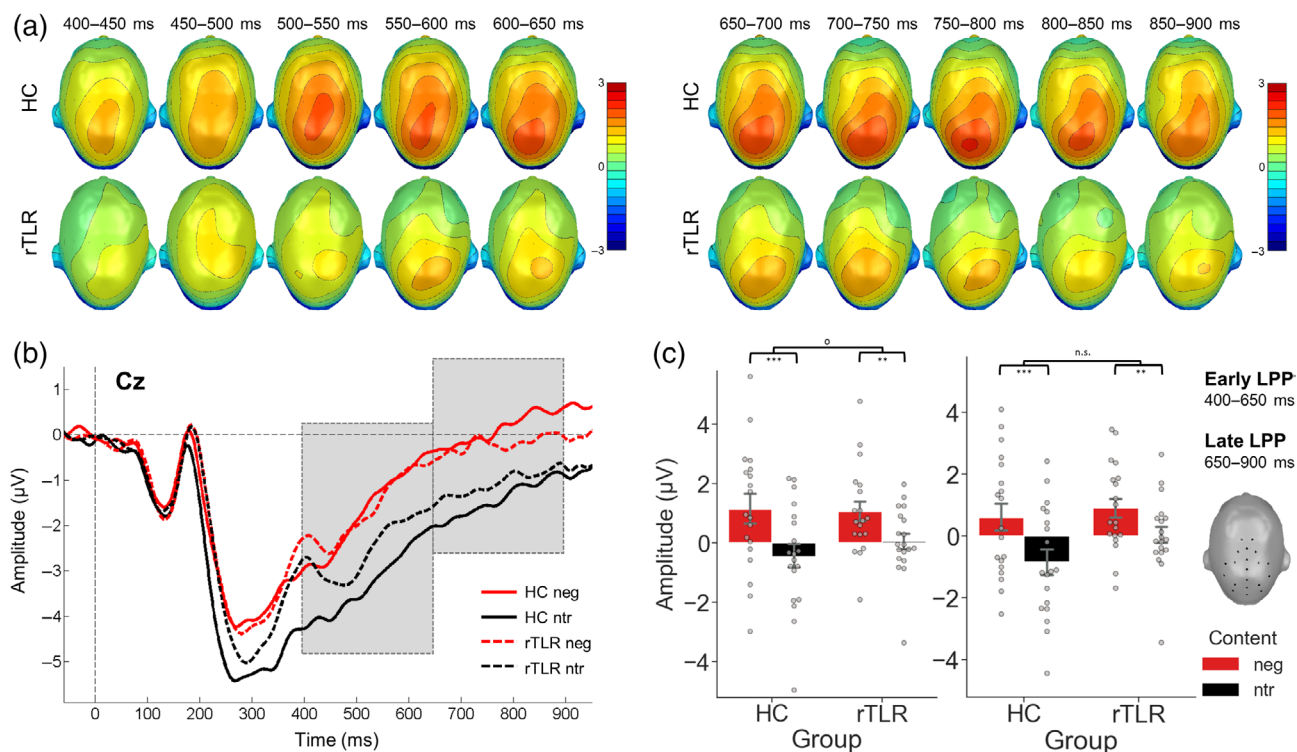 (a)
400–450 ms 450–500 ms 500–550 ms 550–600 ms 600–650 ms
650–700 ms 700–750 ms 750–800 ms 800–850 ms 850–900 ms
HC
3
0
−3
rTLR
HC
3
0
−3
rTLR
(b)
Cz
1
0
−1
−2
−3
−4
−5
Amplitude (µV)
HC neg
HC ntr
rTLR neg
rTLR ntr
0 100 200 300 400 500 600 700 800 900
Time (ms)
(c)
o
*** **
n.s.
*** **
4
2
0
−2
−4
Amplitude (µV)
HC rTLR
Group
4
2
0
−2
−4
HC rTLR
Group
Early LPP
400–650 ms
Late LPP
650–900 ms
Content
neg
ntr